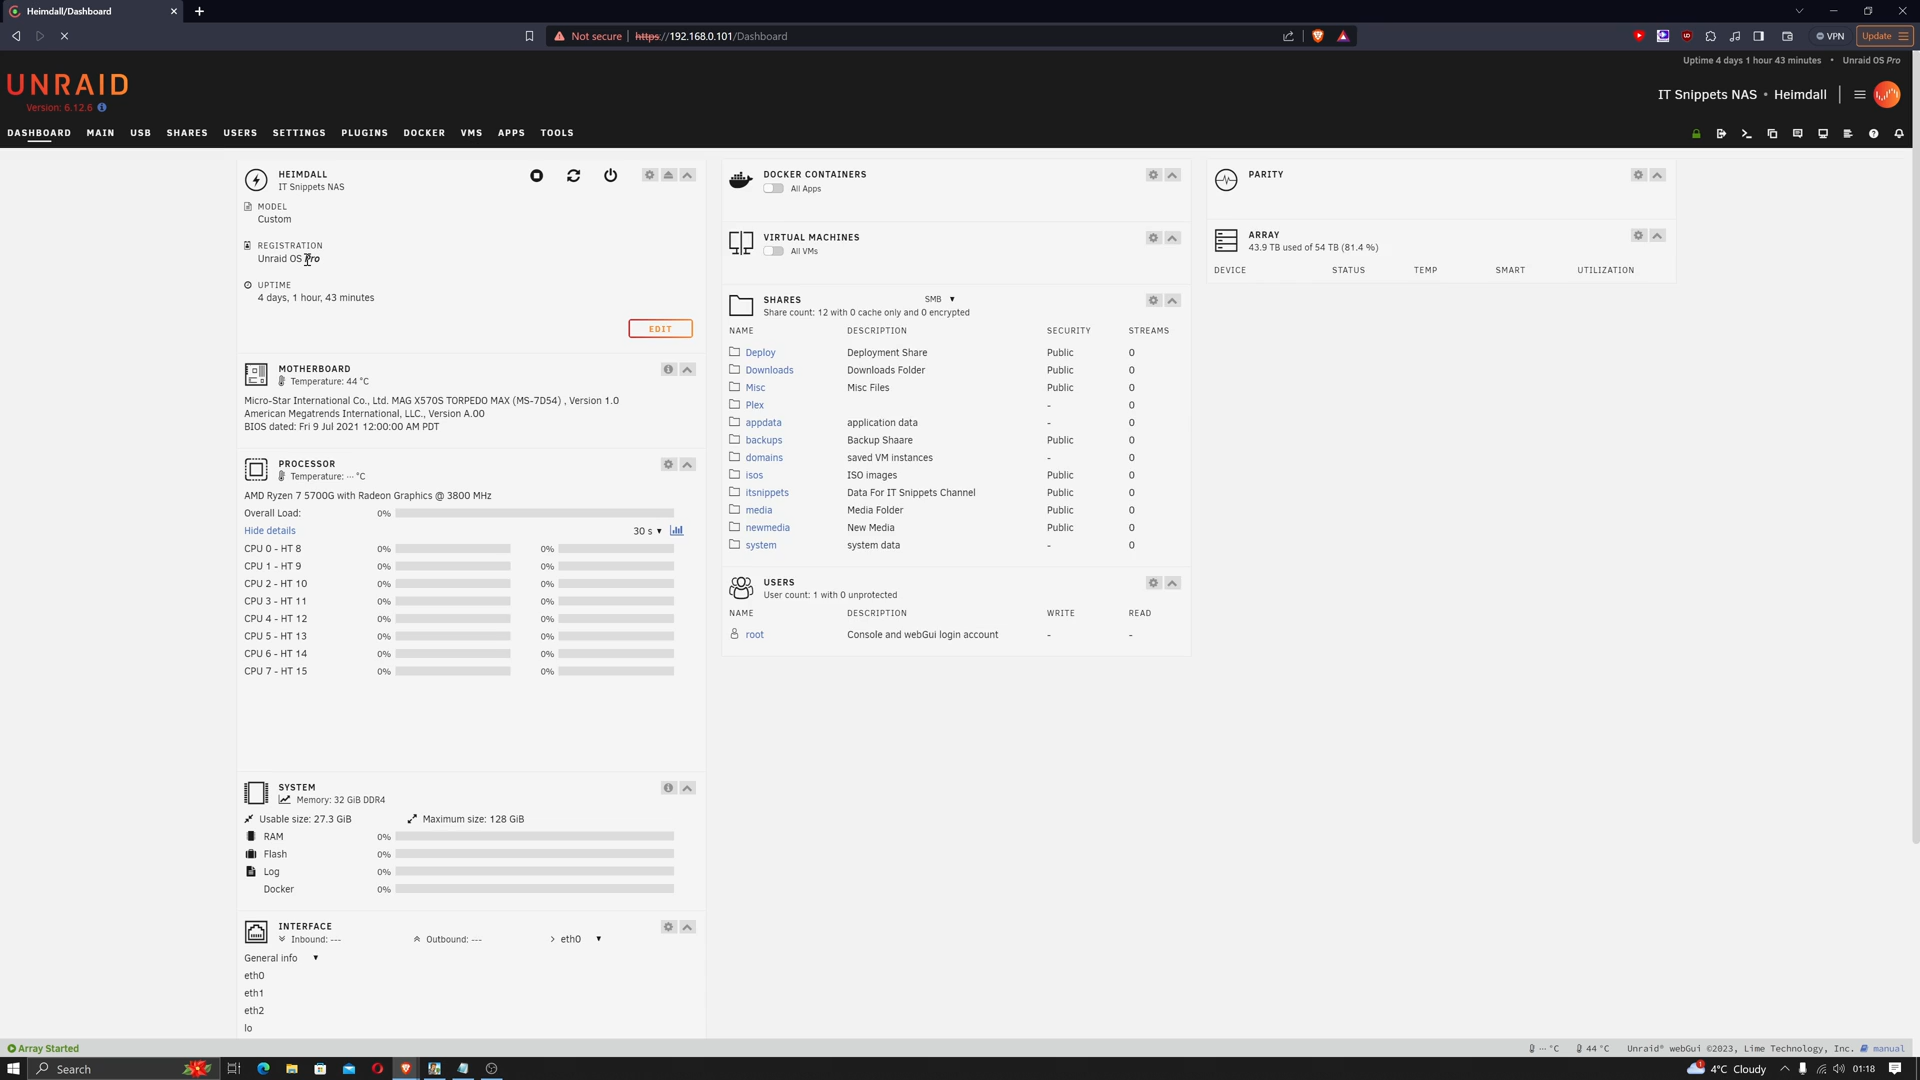 Heimdall/Dashboard
Not secure https://192.168.0.101/Dashboard
VPN
Update
Uptime 4 days 1 hour 43 minutes • Unraid OS Pro
UNRAID
Version: 6.12.6
IT Snippets NAS • Heimdall
DASHBOARD MAIN USB SHARES USERS SETTINGS PLUGINS DOCKER VMS APPS TOOLS
HEIMDALL
IT Snippets NAS
MODEL
Custom
REGISTRATION
Unraid OS Pro
UPTIME
4 days, 1 hour, 43 minutes
EDIT
MOTHERBOARD
Temperature: 44 °C
Micro-Star International Co., Ltd. MAG X570S TORPEDO MAX (MS-7D54) , Version 1.0
American Megatrends International, LLC., Version A.00
BIOS dated: Fri 9 Jul 2021 12:00:00 AM PDT
PROCESSOR
Temperature: --- °C
AMD Ryzen 7 5700G with Radeon Graphics @ 3800 MHz
Overall Load: 0%
Hide details 30 s
CPU 0 - HT 8 0% 0%
CPU 1 - HT 9 0% 0%
CPU 2 - HT 10 0% 0%
CPU 3 - HT 11 0% 0%
CPU 4 - HT 12 0% 0%
CPU 5 - HT 13 0% 0%
CPU 6 - HT 14 0% 0%
CPU 7 - HT 15 0% 0%
SYSTEM
Memory: 32 GiB DDR4
Usable size: 27.3 GiB Maximum size: 128 GiB
RAM 0%
Flash 0%
Log 0%
Docker 0%
INTERFACE
Inbound: --- Outbound: --- > eth0
General info
eth0
eth1
eth2
lo
DOCKER CONTAINERS
All Apps
VIRTUAL MACHINES
All VMs
SHARES SMB
Share count: 12 with 0 cache only and 0 encrypted
NAME DESCRIPTION SECURITY STREAMS
Deploy Deployment Share Public 0
Downloads Downloads Folder Public 0
Misc Misc Files Public 0
Plex - 0
appdata application data - 0
backups Backup Shaare Public 0
domains saved VM instances - 0
isos ISO images Public 0
itsnippets Data For IT Snippets Channel Public 0
media Media Folder Public 0
newmedia New Media Public 0
system system data - 0
USERS
User count: 1 with 0 unprotected
NAME DESCRIPTION WRITE READ
root Console and webGui login account - -
PARITY
ARRAY
43.9 TB used of 54 TB (81.4 %)
DEVICE STATUS TEMP SMART UTILIZATION
Array Started
--- °C 44 °C Unraid® webGui ©2023, Lime Technology, Inc. manual
Search
4°C Cloudy 01:18